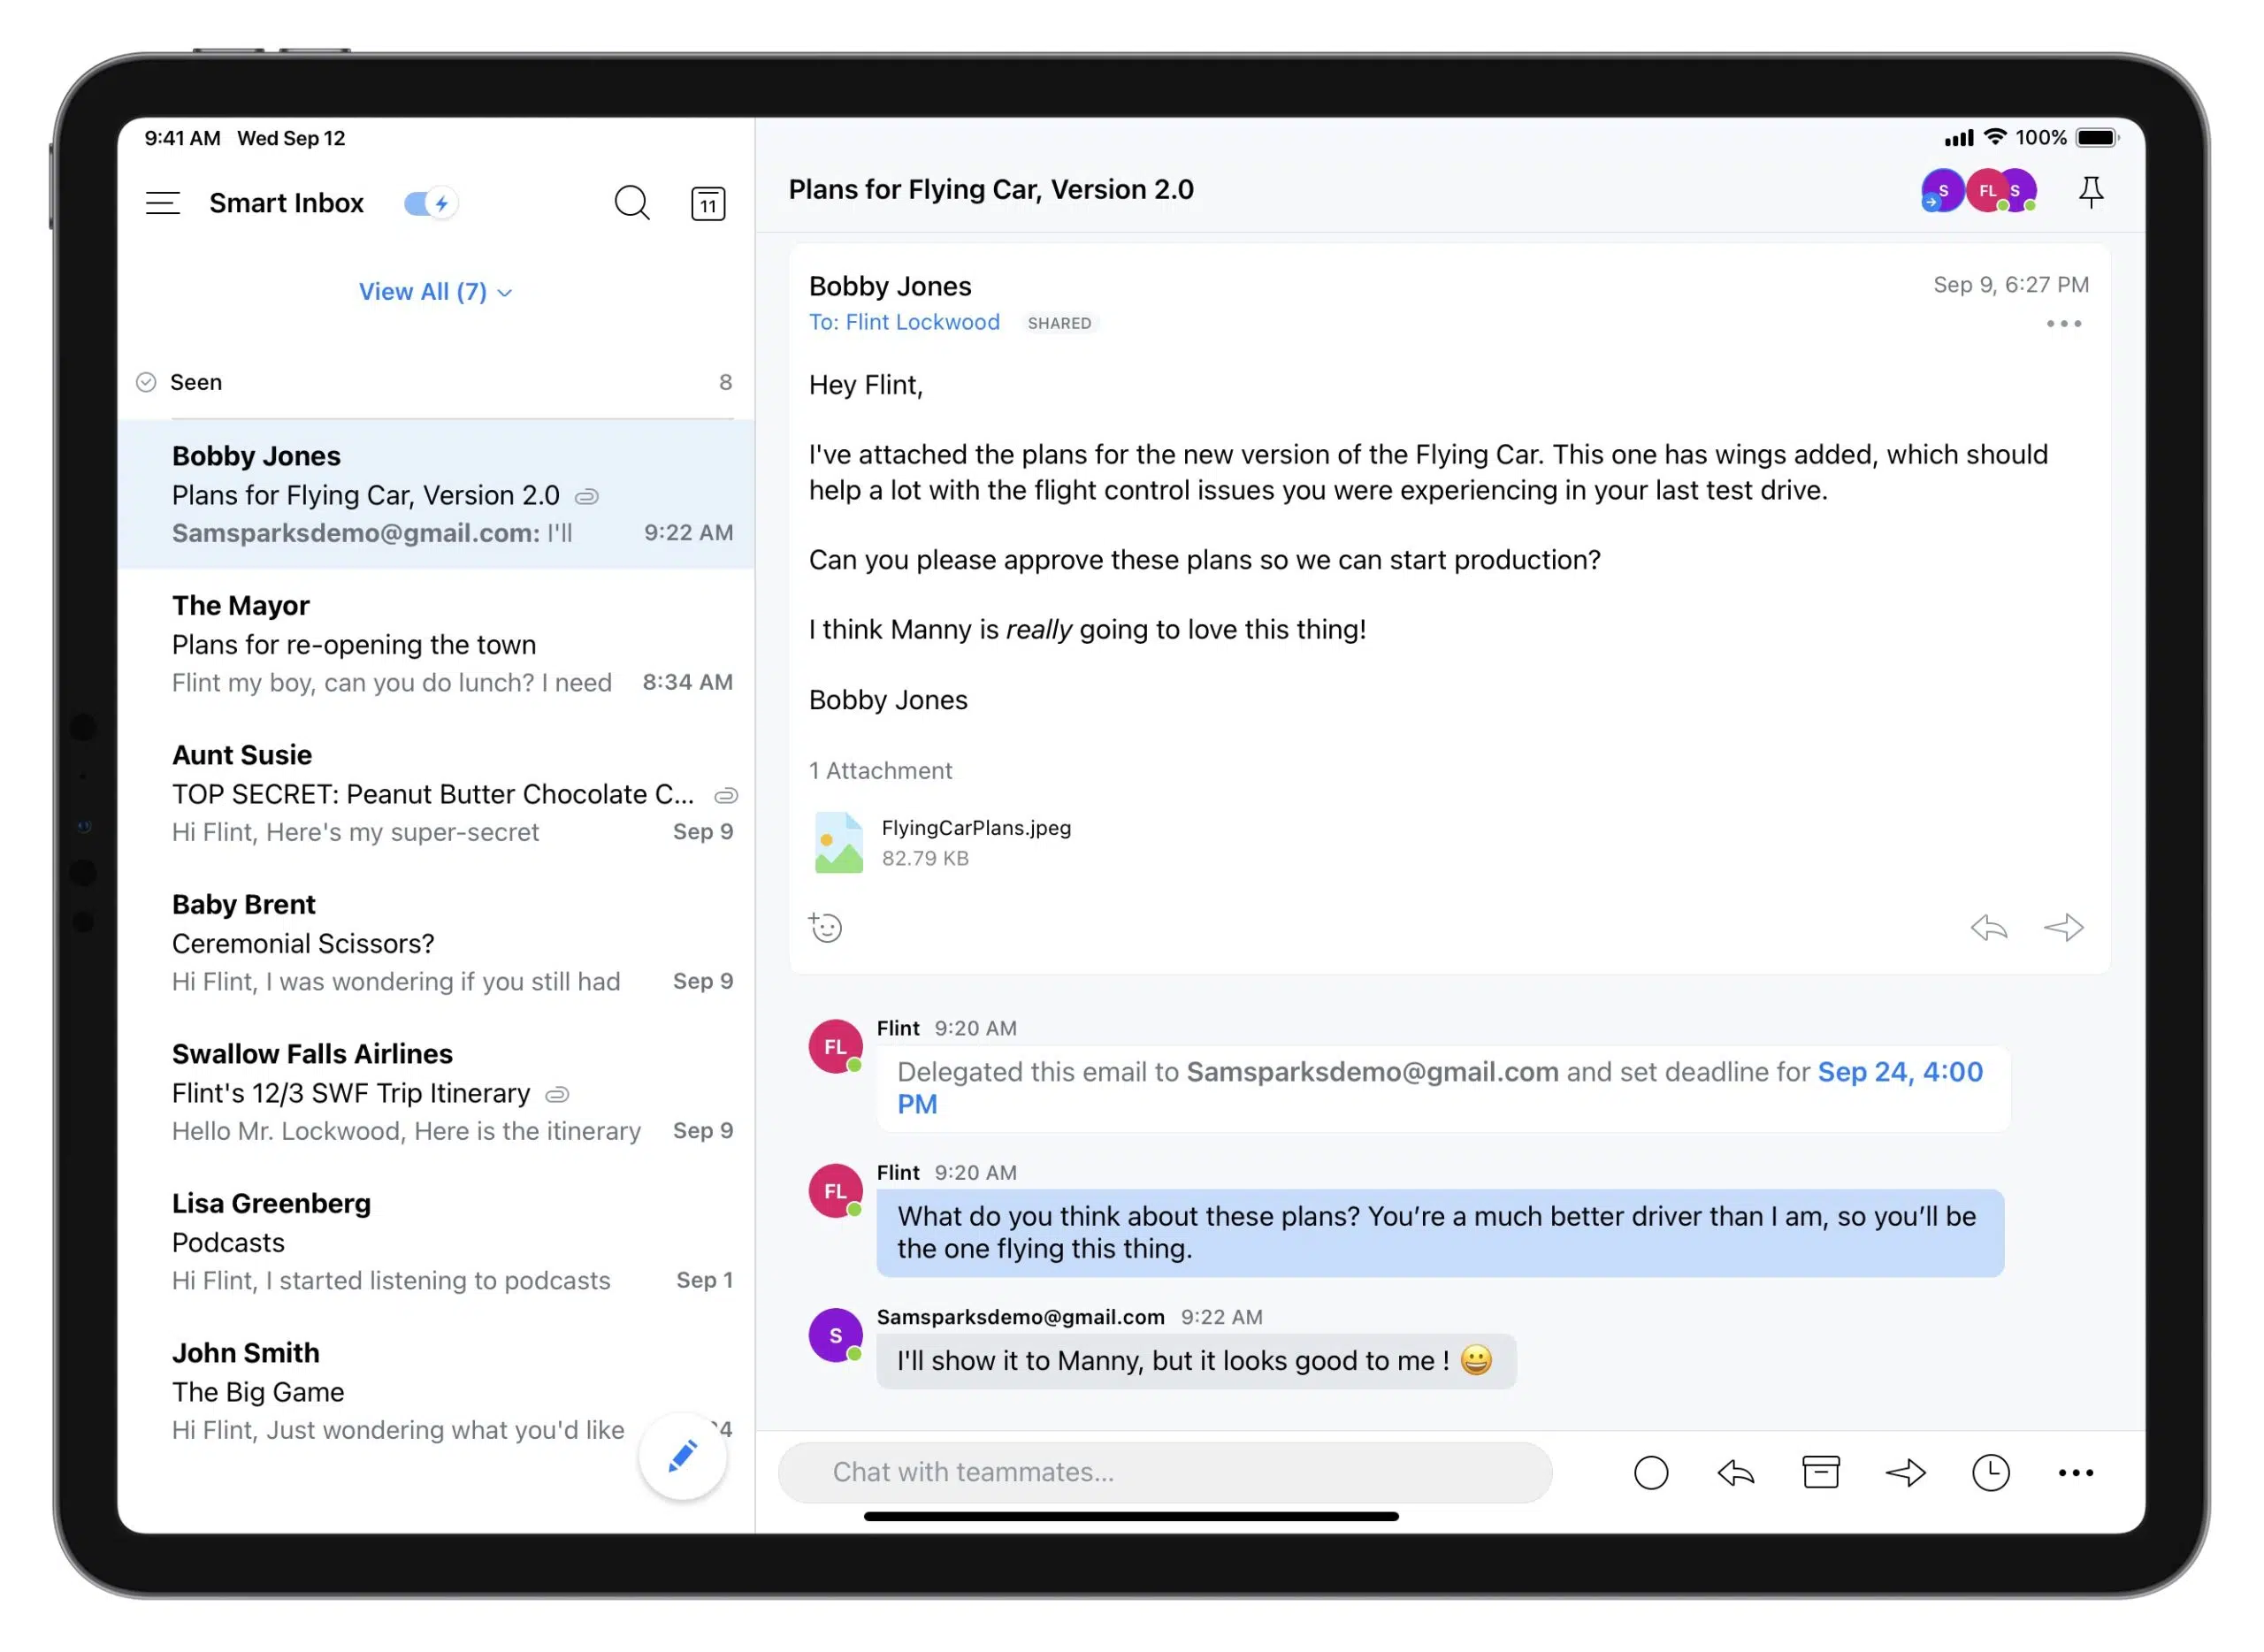 9:41 AM Wed Sep 12
100%
Smart Inbox
11
View All (7)
Seen 8
Bobby Jones
Plans for Flying Car, Version 2.0
Samsparksdemo@gmail.com: I'll 9:22 AM
The Mayor
Plans for re-opening the town
Flint my boy, can you do lunch? I need 8:34 AM
Aunt Susie
TOP SECRET: Peanut Butter Chocolate C...
Hi Flint, Here's my super-secret Sep 9
Baby Brent
Ceremonial Scissors?
Hi Flint, I was wondering if you still had Sep 9
Swallow Falls Airlines
Flint's 12/3 SWF Trip Itinerary
Hello Mr. Lockwood, Here is the itinerary Sep 9
Lisa Greenberg
Podcasts
Hi Flint, I started listening to podcasts Sep 1
John Smith
The Big Game
Hi Flint, Just wondering what you'd like
Plans for Flying Car, Version 2.0
S FL S
Bobby Jones Sep 9, 6:27 PM
To: Flint Lockwood SHARED
Hey Flint,
I've attached the plans for the new version of the Flying Car. This one has wings added, which should
help a lot with the flight control issues you were experiencing in your last test drive.
Can you please approve these plans so we can start production?
I think Manny is really going to love this thing!
Bobby Jones
1 Attachment
FlyingCarPlans.jpeg
82.79 KB
Flint 9:20 AM
FL
Delegated this email to Samsparksdemo@gmail.com and set deadline for Sep 24, 4:00
PM
Flint 9:20 AM
FL
What do you think about these plans? You’re a much better driver than I am, so you’ll be
the one flying this thing.
Samsparksdemo@gmail.com 9:22 AM
S
I'll show it to Manny, but it looks good to me ! 😀
Chat with teammates...